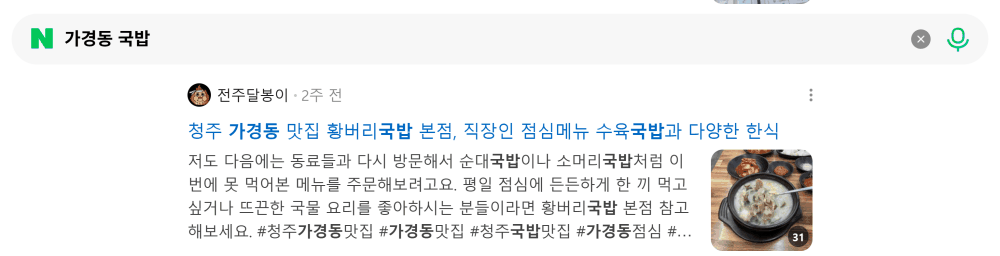 N 가경동 국밥
전주달봉이 · 2주 전
청주 가경동 맛집 황버리국밥 본점, 직장인 점심메뉴 수육국밥과 다양한 한식
저도 다음에는 동료들과 다시 방문해서 순대국밥이나 소머리국밥처럼 이
번에 못 먹어본 메뉴를 주문해보려고요. 평일 점심에 든든하게 한 끼 먹고
싶거나 뜨끈한 국물 요리를 좋아하시는 분들이라면 황버리국밥 본점 참고
해보세요. #청주가경동맛집 #가경동맛집 #청주국밥맛집 #가경동점심 #...
31